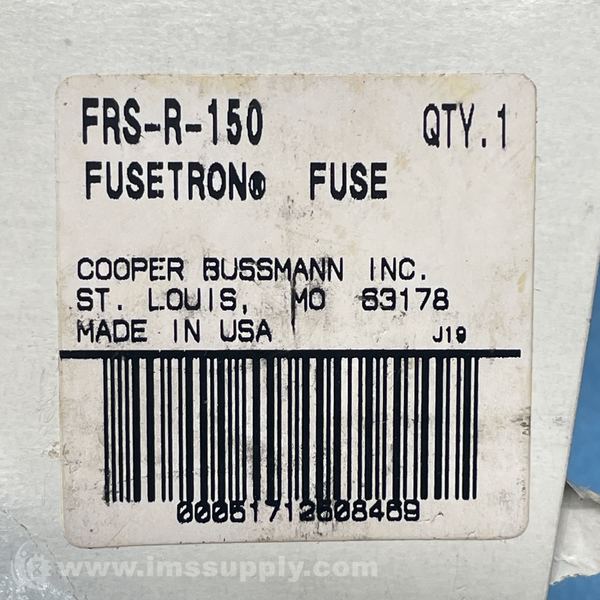 FRS-R-150 QTY.1
FUSETRON® FUSE
COOPER BUSSMANN INC.
ST. LOUIS, MO 63178
MADE IN USA J19
00051712608469
www.imssupply.com